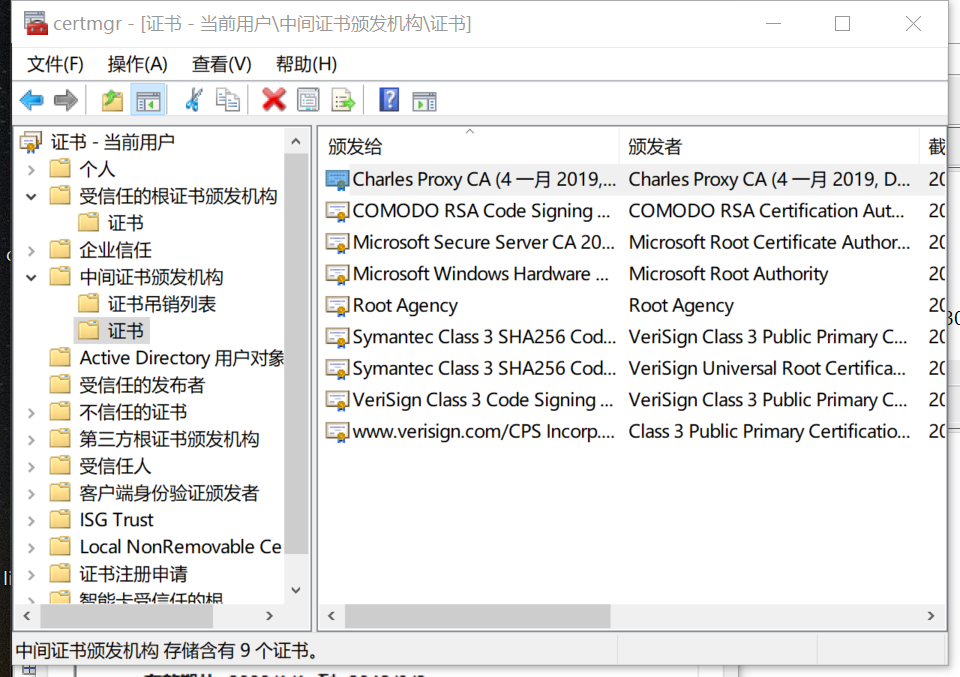 certmgr - [证书 - 当前用户\中间证书颁发机构\证书]
文件(F) 操作(A) 查看(V) 帮助(H)
证书 - 当前用户
个人
受信任的根证书颁发机构
证书
企业信任
中间证书颁发机构
证书吊销列表
证书
Active Directory 用户对象
受信任的发布者
不信任的证书
第三方根证书颁发机构
受信任人
客户端身份验证颁发者
ISG Trust
Local NonRemovable Ce
证书注册申请
智能卡受信任的根
颁发给 颁发者 截
Charles Proxy CA (4 一月 2019,... Charles Proxy CA (4 一月 2019, D... 20
COMODO RSA Code Signing ... COMODO RSA Certification Aut... 20
Microsoft Secure Server CA 20... Microsoft Root Certificate Author... 20
Microsoft Windows Hardware ... Microsoft Root Authority 20
Root Agency Root Agency 20
Symantec Class 3 SHA256 Cod... VeriSign Class 3 Public Primary C... 20
Symantec Class 3 SHA256 Cod... VeriSign Universal Root Certifica... 20
VeriSign Class 3 Code Signing ... VeriSign Class 3 Public Primary C... 20
www.verisign.com/CPS Incorp.... Class 3 Public Primary Certificatio... 20
中间证书颁发机构 存储含有 9 个证书。